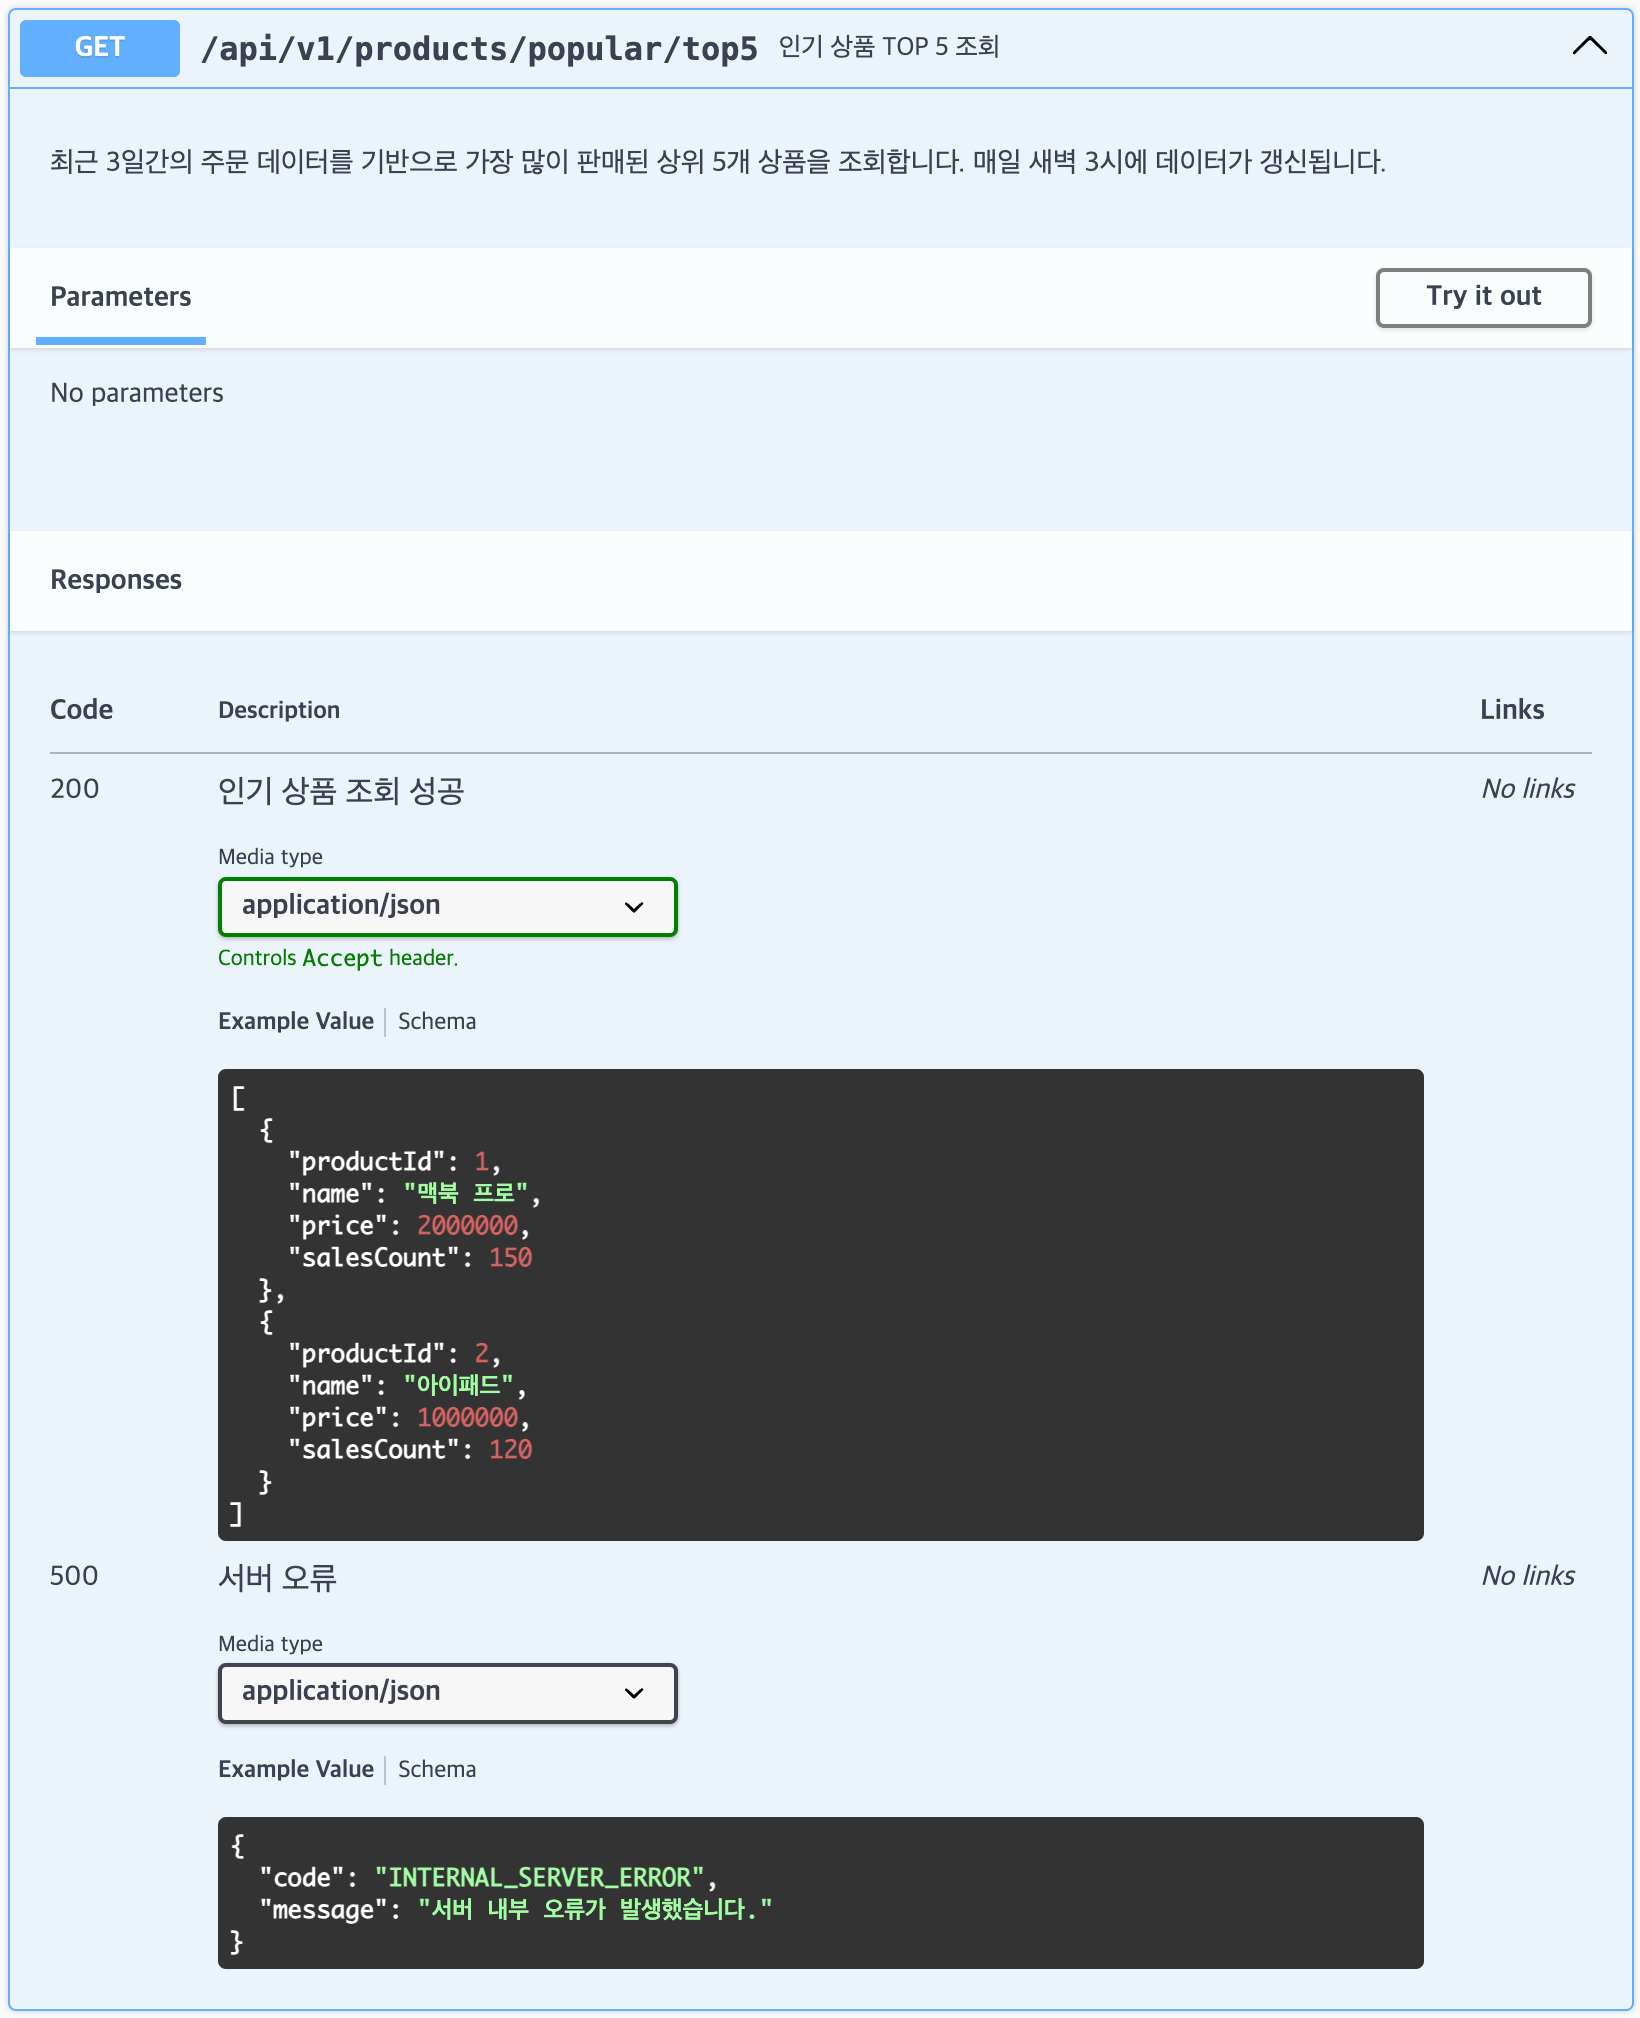 GET /api/v1/products/popular/top5 인기 상품 TOP 5 조회
최근 3일간의 주문 데이터를 기반으로 가장 많이 판매된 상위 5개 상품을 조회합니다. 매일 새벽 3시에 데이터가 갱신됩니다.
Parameters Try it out
No parameters
Responses
Code Description Links
200 인기 상품 조회 성공 No links
Media type
application/json
Controls Accept header.
Example Value Schema
[
  {
    "productId": 1,
    "name": "맥북 프로",
    "price": 2000000,
    "salesCount": 150
  },
  {
    "productId": 2,
    "name": "아이패드",
    "price": 1000000,
    "salesCount": 120
  }
]
500 서버 오류 No links
Media type
application/json
Example Value Schema
{
  "code": "INTERNAL_SERVER_ERROR",
  "message": "서버 내부 오류가 발생했습니다."
}